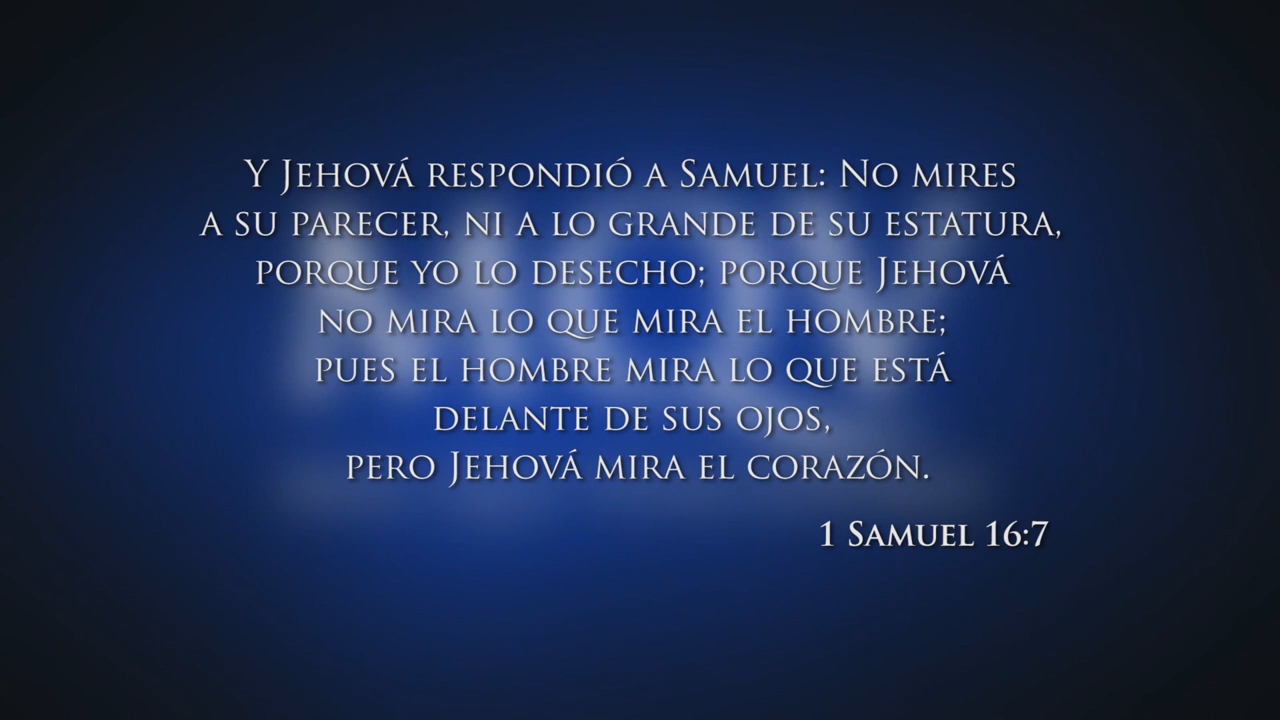 Y Jehová respondió a Samuel: No mires
a su parecer, ni a lo grande de su estatura,
porque yo lo desecho; porque Jehová
no mira lo que mira el hombre;
pues el hombre mira lo que está
delante de sus ojos,
pero Jehová mira el corazón.
1 Samuel 16:7